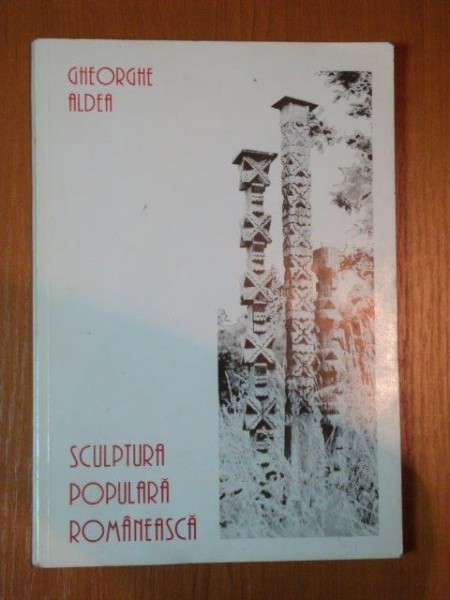 GHEORGHE
ALDEA
SCULPTURA
POPULARĂ
ROMÂNEASCĂ